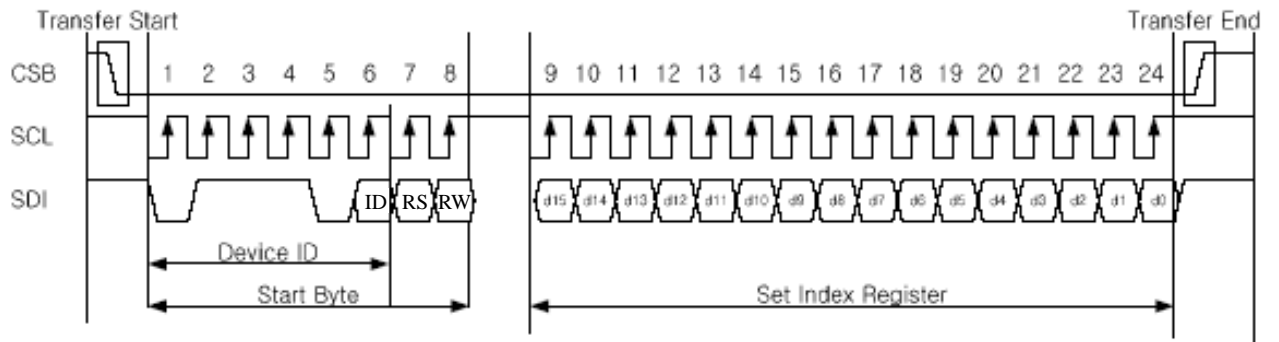 Transfer Start Transfer End
CSB 1 2 3 4 5 6 7 8 9 10 11 12 13 14 15 16 17 18 19 20 21 22 23 24
SCL
SDI ID RS RW d15 d14 d13 d12 d11 d10 d9 d8 d7 d6 d5 d4 d3 d2 d1 d0
Device ID
Start Byte Set Index Register